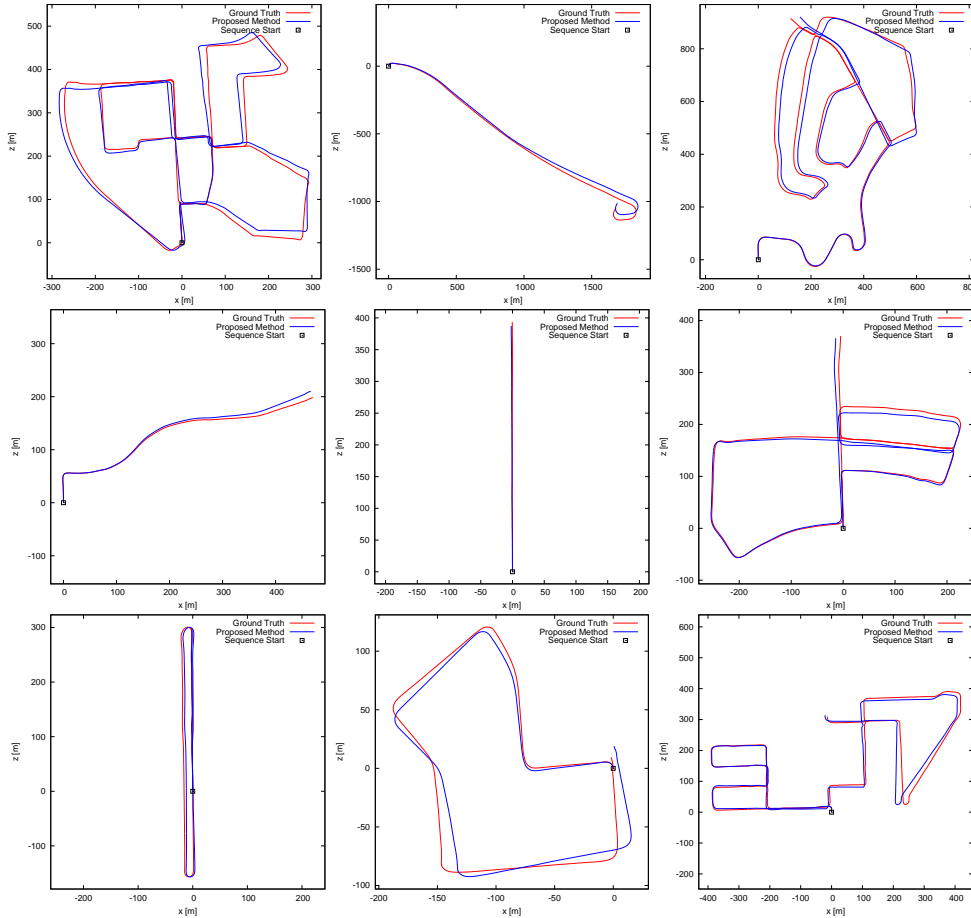 Ground Truth
Proposed Method
Sequence Start
500
400
300
200
100
0
-300 -200 -100 0 100 200 300
z [m]
x [m]
Ground Truth
Proposed Method
Sequence Start
0
-500
-1000
-1500
0 500 1000 1500
z [m]
x [m]
Ground Truth
Proposed Method
Sequence Start
800
600
400
200
0
-200 0 200 400 600 80
z [m]
x [m]
Ground Truth
Proposed Method
Sequence Start
300
200
100
0
-100
0 100 200 300 400
z [m]
x [m]
Ground Truth
Proposed Method
Sequence Start
400
350
300
250
200
150
100
50
0
-200 -150 -100 -50 0 50 100 150 200
z [m]
x [m]
Ground Truth
Proposed Method
Sequence Start
400
300
200
100
0
-100
-200 -100 0 100 200
z [m]
x [m]
Ground Truth
Proposed Method
Sequence Start
300
200
100
0
-100
-200 -100 0 100 200
z [m]
x [m]
Ground Truth
Proposed Method
Sequence Start
100
50
0
-50
-100
-200 -150 -100 -50 0
z [m]
x [m]
Ground Truth
Proposed Method
Sequence Start
600
500
400
300
200
100
0
-100
-200
-400 -300 -200 -100 0 100 200 300 400
z [m]
x [m]